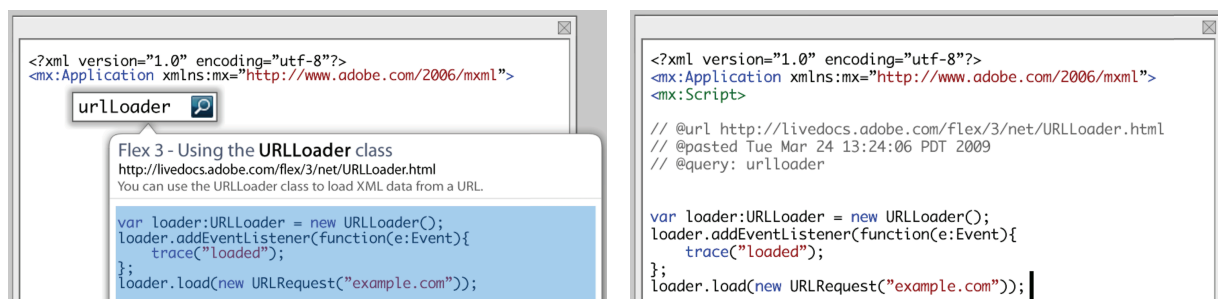 <?xml version=”1.0” encoding=”utf-8”?>
<mx:Application xmlns:mx=”http://www.adobe.com/2006/mxml”>
urlLoader
Flex 3 - Using the URLLoader class
http://livedocs.adobe.com/flex/3/net/URLLoader.html
You can use the URLLoader class to load XML data from a URL.
var loader:URLLoader = new URLLoader();
loader.addEventListener(function(e:Event){
    trace(”loaded”);
};
loader.load(new URLRequest(”example.com”));
<?xml version=”1.0” encoding=”utf-8”?>
<mx:Application xmlns:mx=”http://www.adobe.com/2006/mxml”>
<mx:Script>
// @url http://livedocs.adobe.com/flex/3/net/URLLoader.html
// @pasted Tue Mar 24 13:24:06 PDT 2009
// @query: urlloader
var loader:URLLoader = new URLLoader();
loader.addEventListener(function(e:Event){
    trace(”loaded”);
};
loader.load(new URLRequest(”example.com”));